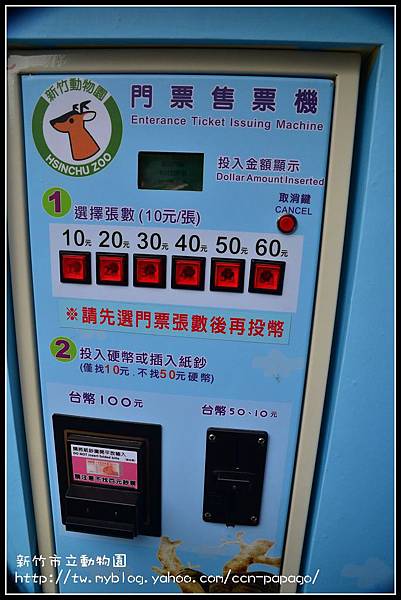 新竹動物園
HSINCHU ZOO
門票售票機
Enterance Ticket Issuing Machine
投入金額顯示
Dollar Amount Inserted
取消鍵
CANCEL
1 選擇張數 (10元/張)
10元 20元 30元 40元 50元 60元
※請先選門票張數後再投幣
2 投入硬幣或插入紙鈔
(僅找10元.不找50元硬幣)
台幣100元
台幣50、10元
DO NOT insert folded bills
新竹市立動物園
http://tw.myblog.yahoo.com/ccn-papago/